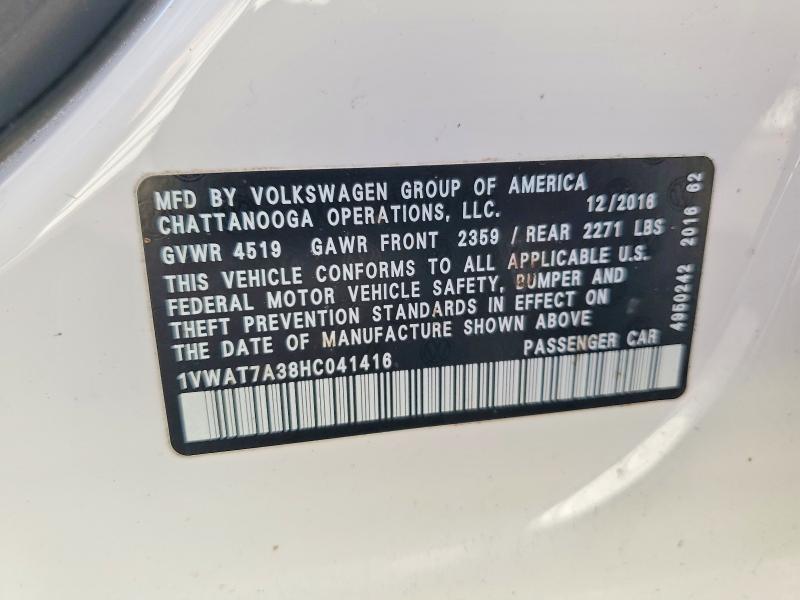 MFD BY VOLKSWAGEN GROUP OF AMERICA
CHATTANOOGA OPERATIONS, LLC. 12/2016
GVWR 4519 GAWR FRONT 2359 / REAR 2271 LBS
THIS VEHICLE CONFORMS TO ALL APPLICABLE U.S.
FEDERAL MOTOR VEHICLE SAFETY, BUMPER AND
THEFT PREVENTION STANDARDS IN EFFECT ON
THE DATE OF MANUFACTURE SHOWN ABOVE
1VWAT7A38HC041416 PASSENGER CAR
4950242 2016 62